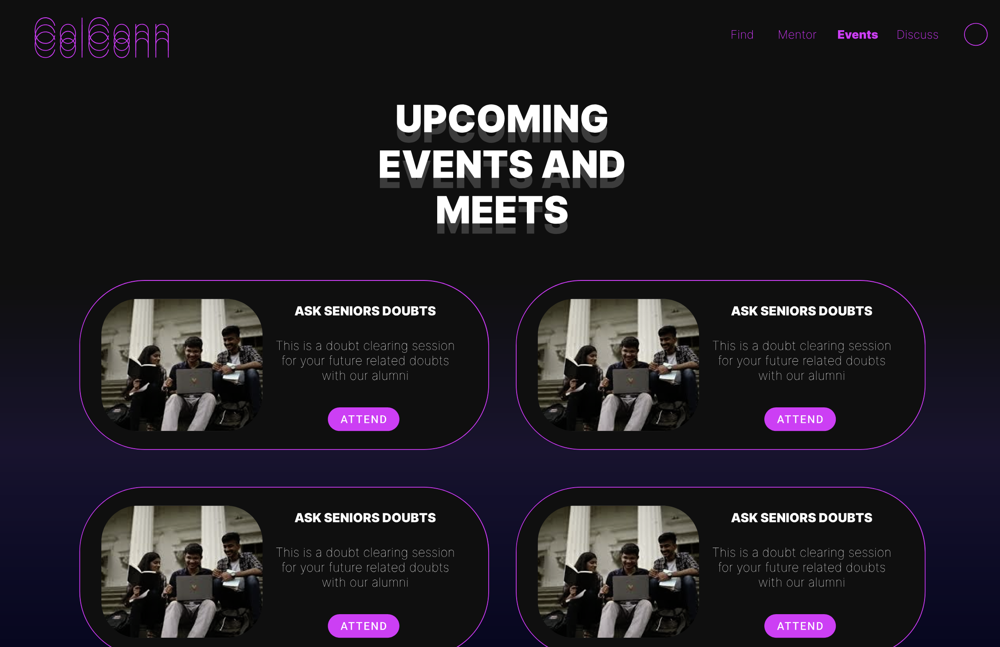 ColConn
Find Mentor Events Discuss
UPCOMING
EVENTS AND
MEETS
ASK SENIORS DOUBTS
This is a doubt clearing session
for your future related doubts
with our alumni
ATTEND
ASK SENIORS DOUBTS
This is a doubt clearing session
for your future related doubts
with our alumni
ATTEND
ASK SENIORS DOUBTS
This is a doubt clearing session
for your future related doubts
with our alumni
ATTEND
ASK SENIORS DOUBTS
This is a doubt clearing session
for your future related doubts
with our alumni
ATTEND